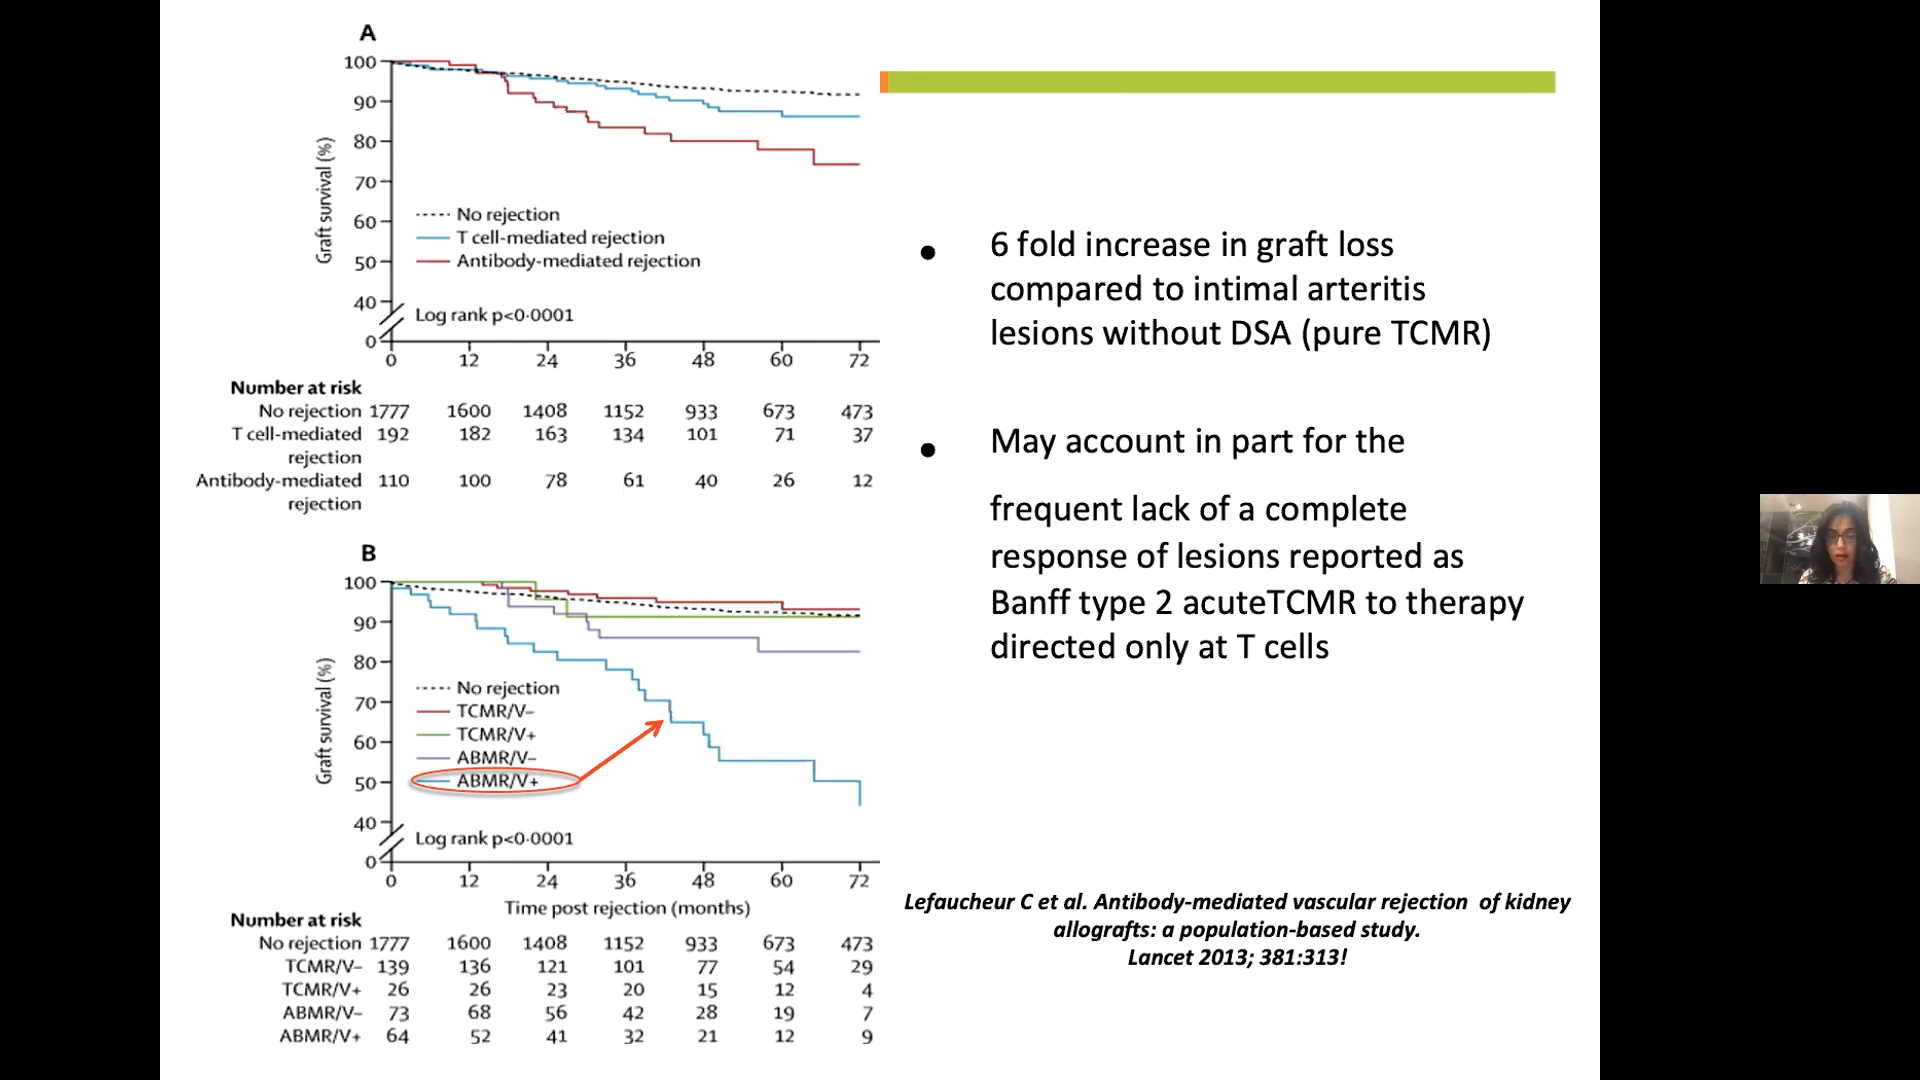 A
100
90
80
70
60
50
40
0
Graft survival (%)
No rejection
T cell-mediated rejection
Antibody-mediated rejection
Log rank p<0·0001
0 12 24 36 48 60 72
Number at risk
No rejection 1777 1600 1408 1152 933 673 473
T cell-mediated 192 182 163 134 101 71 37
rejection
Antibody-mediated 110 100 78 61 40 26 12
rejection
B
100
90
80
70
60
50
40
0
Graft survival (%)
No rejection
TCMR/V–
TCMR/V+
ABMR/V–
ABMR/V+
Log rank p<0·0001
0 12 24 36 48 60 72
Time post rejection (months)
Number at risk
No rejection 1777 1600 1408 1152 933 673 473
TCMR/V– 139 136 121 101 77 54 29
TCMR/V+ 26 26 23 20 15 12 4
ABMR/V– 73 68 56 42 28 19 7
ABMR/V+ 64 52 41 32 21 12 9
• 6 fold increase in graft loss
compared to intimal arteritis
lesions without DSA (pure TCMR)
• May account in part for the
frequent lack of a complete
response of lesions reported as
Banff type 2 acuteTCMR to therapy
directed only at T cells
Lefaucheur C et al. Antibody-mediated vascular rejection of kidney
allografts: a population-based study.
Lancet 2013; 381:313!